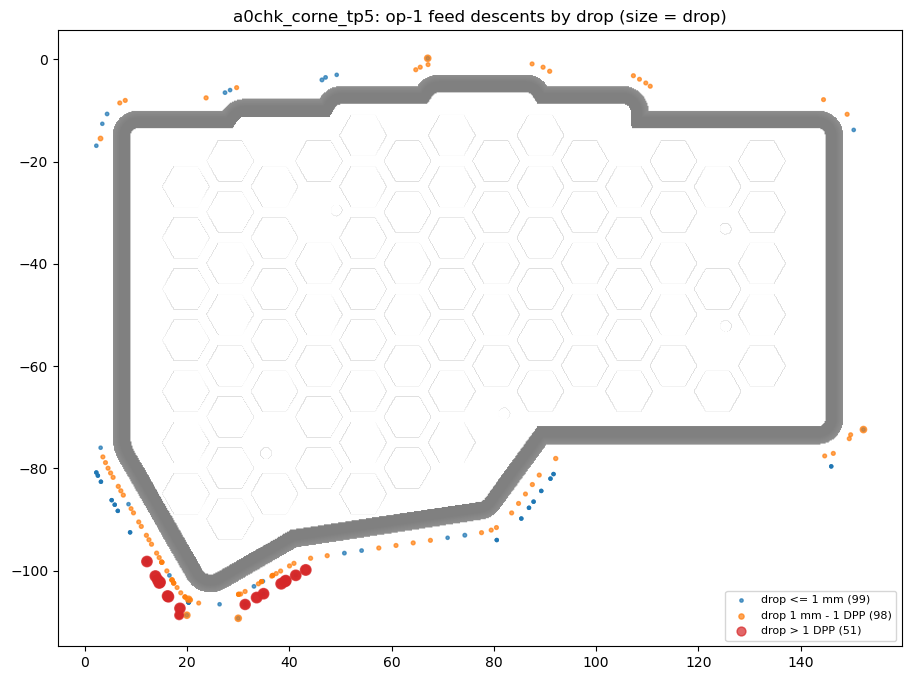 a0chk_corne_tp5: op-1 feed descents by drop (size = drop)
0
−20
−40
−60
−80
−100
0 20 40 60 80 100 120 140
drop <= 1 mm (99)
drop 1 mm - 1 DPP (98)
drop > 1 DPP (51)